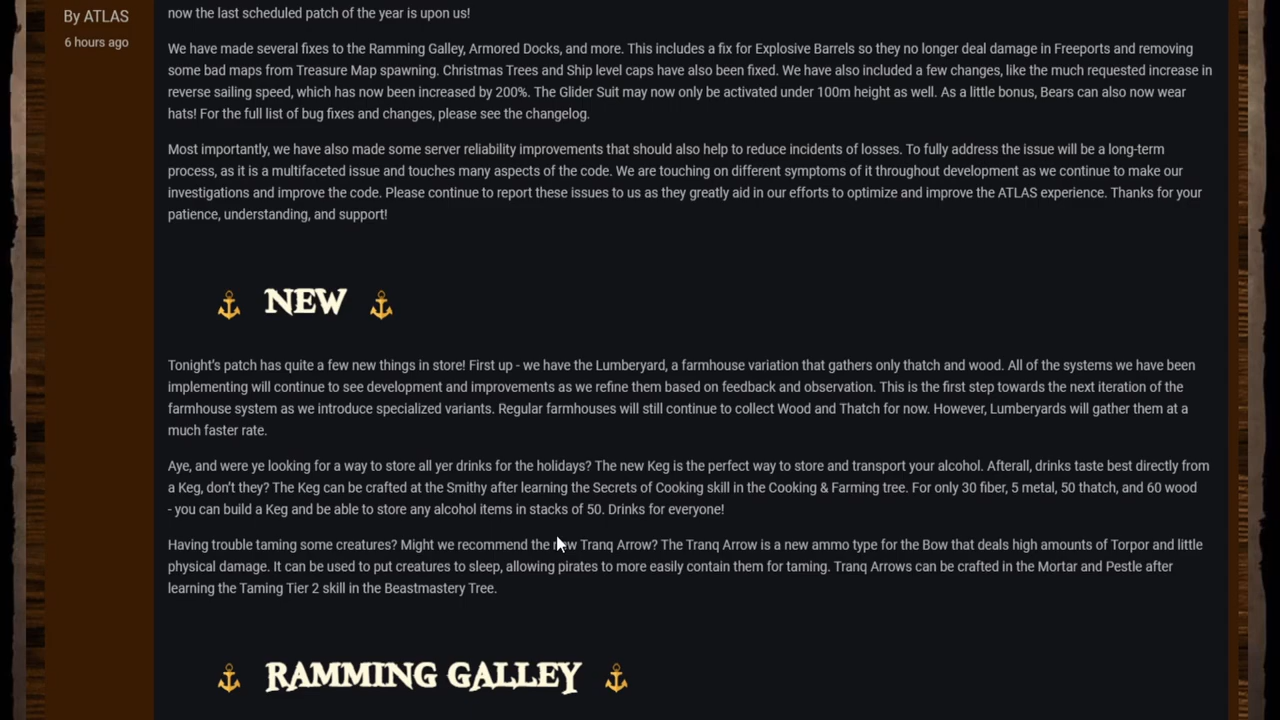 By ATLAS
6 hours ago
now the last scheduled patch of the year is upon us!
We have made several fixes to the Ramming Galley, Armored Docks, and more. This includes a fix for Explosive Barrels so they no longer deal damage in Freeports and removing
some bad maps from Treasure Map spawning. Christmas Trees and Ship level caps have also been fixed. We have also included a few changes, like the much requested increase in
reverse sailing speed, which has now been increased by 200%. The Glider Suit may now only be activated under 100m height as well. As a little bonus, Bears can also now wear
hats! For the full list of bug fixes and changes, please see the changelog.
Most importantly, we have also made some server reliability improvements that should also help to reduce incidents of losses. To fully address the issue will be a long-term
process, as it is a multifaceted issue and touches many aspects of the code. We are touching on different symptoms of it throughout development as we continue to make our
investigations and improve the code. Please continue to report these issues to us as they greatly aid in our efforts to optimize and improve the ATLAS experience. Thanks for your
patience, understanding, and support!
NEW
Tonight's patch has quite a few new things in store! First up - we have the Lumberyard, a farmhouse variation that gathers only thatch and wood. All of the systems we have been
implementing will continue to see development and improvements as we refine them based on feedback and observation. This is the first step towards the next iteration of the
farmhouse system as we introduce specialized variants. Regular farmhouses will still continue to collect Wood and Thatch for now. However, Lumberyards will gather them at a
much faster rate.
Aye, and were ye looking for a way to store all yer drinks for the holidays? The new Keg is the perfect way to store and transport your alcohol. Afterall, drinks taste best directly from
a Keg, don't they? The Keg can be crafted at the Smithy after learning the Secrets of Cooking skill in the Cooking & Farming tree. For only 30 fiber, 5 metal, 50 thatch, and 60 wood
- you can build a Keg and be able to store any alcohol items in stacks of 50. Drinks for everyone!
Having trouble taming some creatures? Might we recommend the new Tranq Arrow? The Tranq Arrow is a new ammo type for the Bow that deals high amounts of Torpor and little
physical damage. It can be used to put creatures to sleep, allowing pirates to more easily contain them for taming. Tranq Arrows can be crafted in the Mortar and Pestle after
learning the Taming Tier 2 skill in the Beastmastery Tree.
RAMMING GALLEY